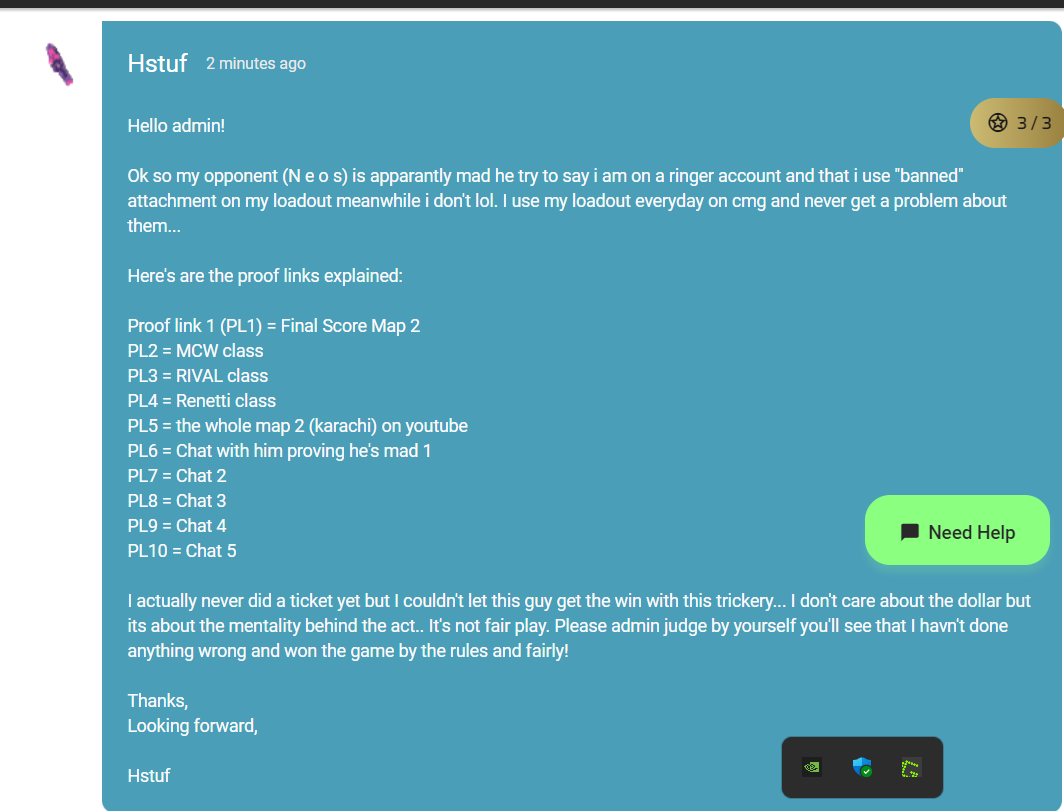 Hstuf 2 minutes ago
Hello admin!
3 / 3
Ok so my opponent (N e o s) is apparantly mad he try to say i am on a ringer account and that i use "banned"
attachment on my loadout meanwhile i don't lol. I use my loadout everyday on cmg and never get a problem about
them...
Here's are the proof links explained:
Proof link 1 (PL1) = Final Score Map 2
PL2 = MCW class
PL3 = RIVAL class
PL4 = Renetti class
PL5 = the whole map 2 (karachi) on youtube
PL6 = Chat with him proving he's mad 1
PL7 = Chat 2
PL8 = Chat 3
PL9 = Chat 4
Need Help
PL10 = Chat 5
I actually never did a ticket yet but I couldn't let this guy get the win with this trickery... I don't care about the dollar but
its about the mentality behind the act.. It's not fair play. Please admin judge by yourself you'll see that I havn't done
anything wrong and won the game by the rules and fairly!
Thanks,
Looking forward,
Hstuf